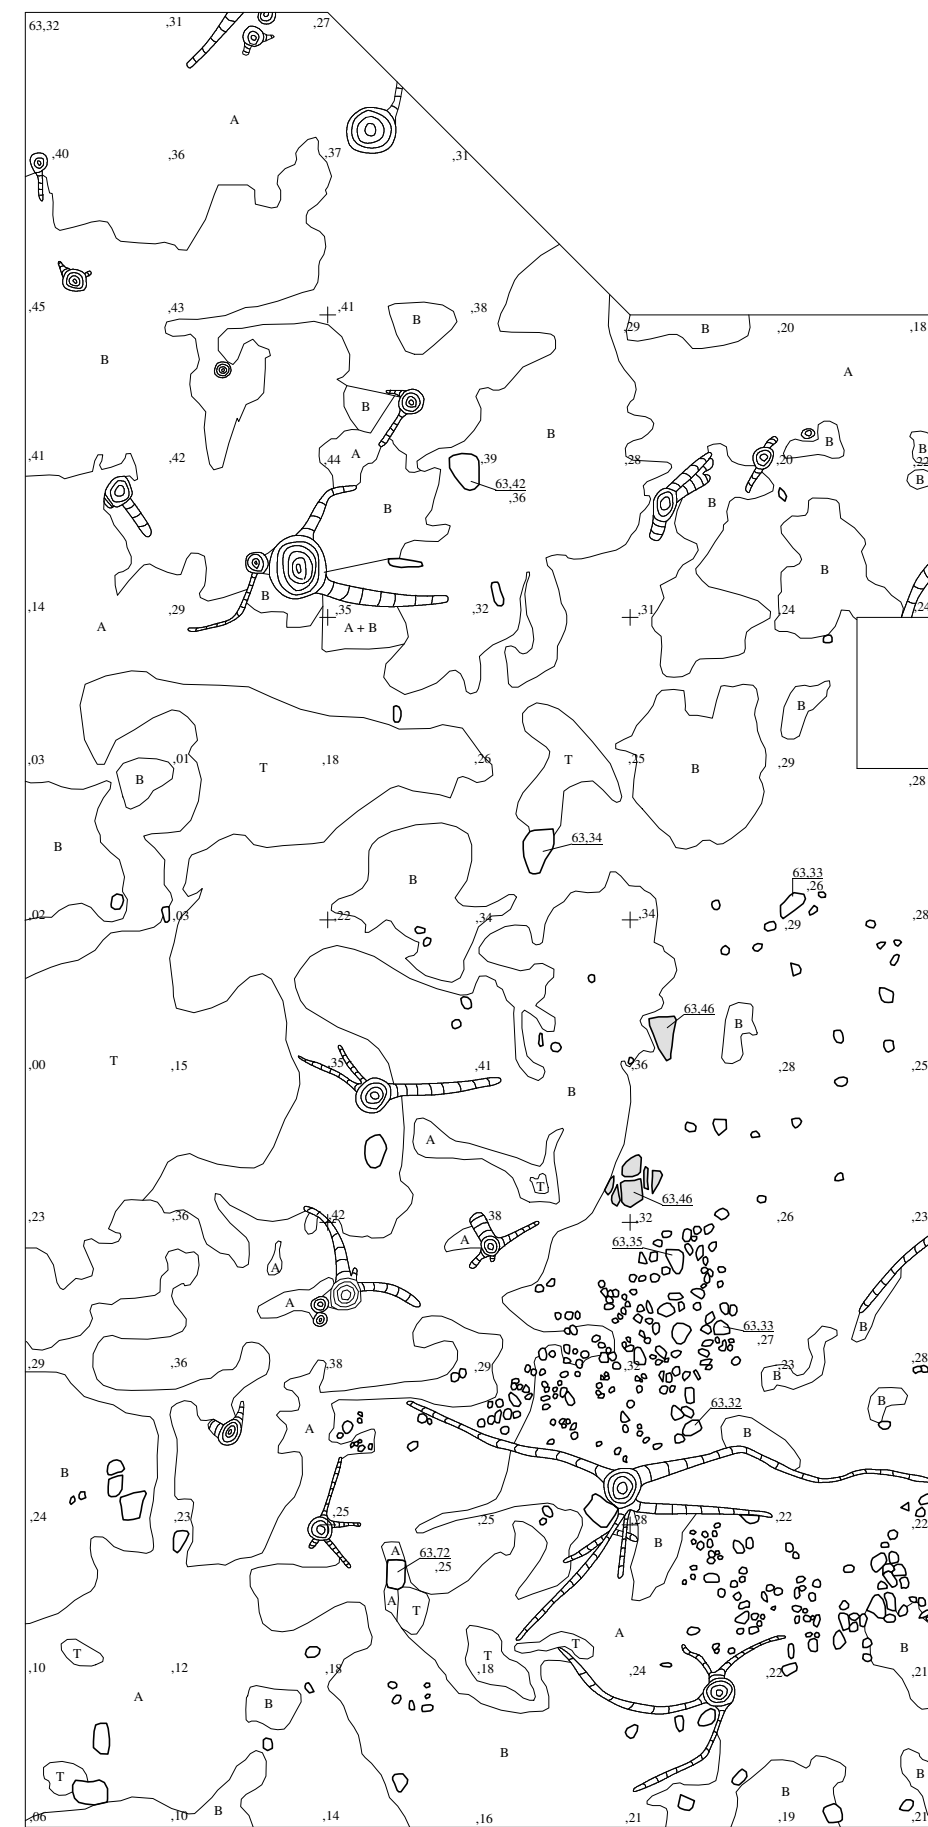 63,32 ,31 ,27
A
,40 ,36 ,37 ,31
,45 ,43 ,41 ,38
B B
,29 ,20 ,18
B A
B B
,41 ,42 ,44 ,39 ,28 ,20 ,22
A B B B
63,42
,36
B B B
B B
,14 ,29 ,35 ,32 ,31 ,24 ,24
A A + B
B
,03 ,01 ,18 ,26 ,25 ,29 ,28
B T T B
63,34
B B
63,33
,26
,02 ,03 ,22 ,34 ,34 ,29 ,28
63,46
B
,00 ,15 ,35 ,41 ,36 ,28 ,25
T B
A
T
63,46
,23 ,36 ,42 ,38 ,32 ,26 ,23
A 63,35
A
A
63,33
,27
B
,29 ,36 ,38 ,29 ,32 ,23 ,28
B
63,32
B
A B
B
,24 ,23 ,25 ,25 ,28 ,22 ,22
A 63,72
,25
B
A T
A B
T T T
,10 ,12 ,18 ,18 ,24 ,22 ,21
A B
B
T B B
B
,06 ,10 ,14 ,16 ,21 ,19 ,21